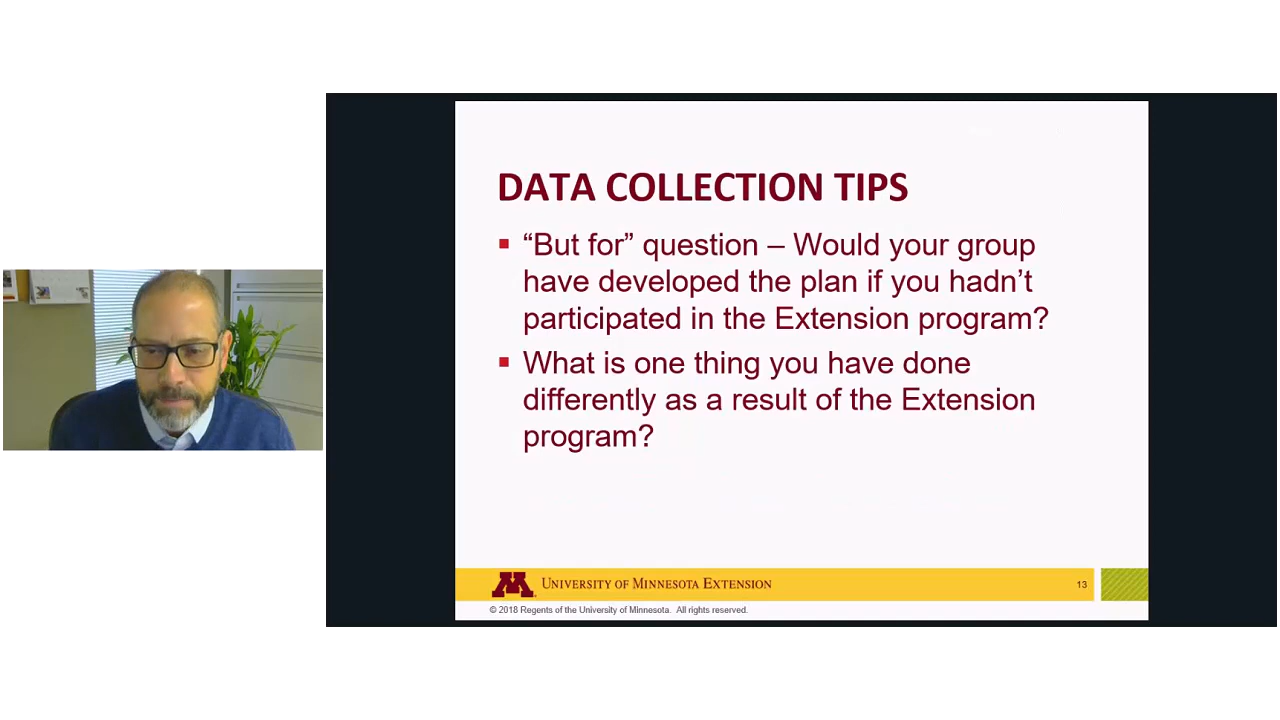 DATA COLLECTION TIPS
“But for” question – Would your group
have developed the plan if you hadn’t
participated in the Extension program?
What is one thing you have done
differently as a result of the Extension
program?
M
UNIVERSITY OF MINNESOTA EXTENSION
13
© 2018 Regents of the University of Minnesota. All rights reserved.